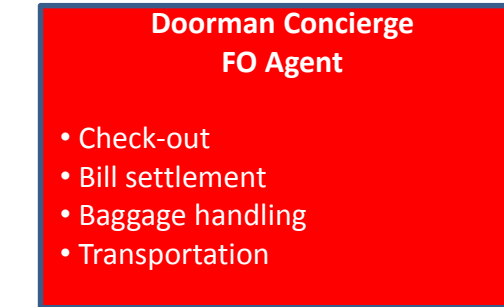 Doorman Concierge
FO Agent
• Check-out
• Bill settlement
• Baggage handling
• Transportation